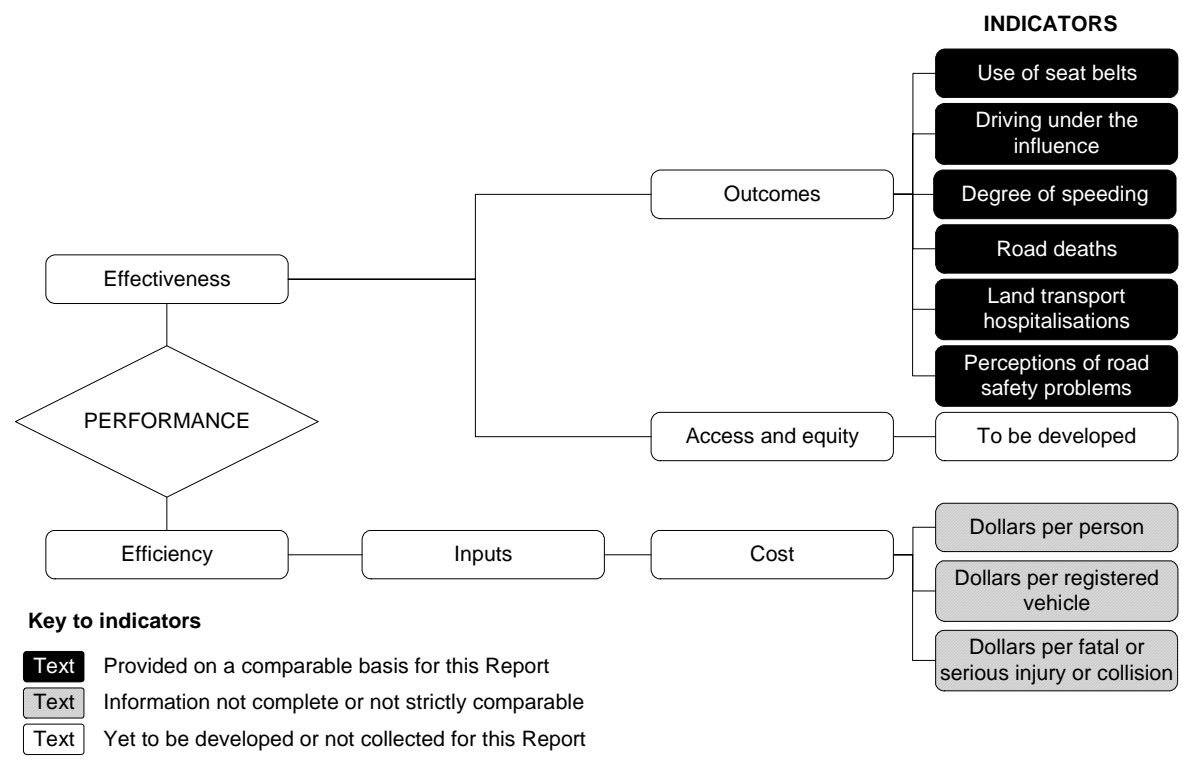 INDICATORS
Use of seat belts
Driving under the
influence
Outcomes
Degree of speeding
Road deaths
Effectiveness
Land transport
hospitalisations
Perceptions of road
safety problems
PERFORMANCE
Access and equity
To be developed
Efficiency
Inputs
Cost
Dollars per person
Dollars per registered
vehicle
Dollars per fatal or
serious injury or collision
Key to indicators
Text Provided on a comparable basis for this Report
Text Information not complete or not strictly comparable
Text Yet to be developed or not collected for this Report